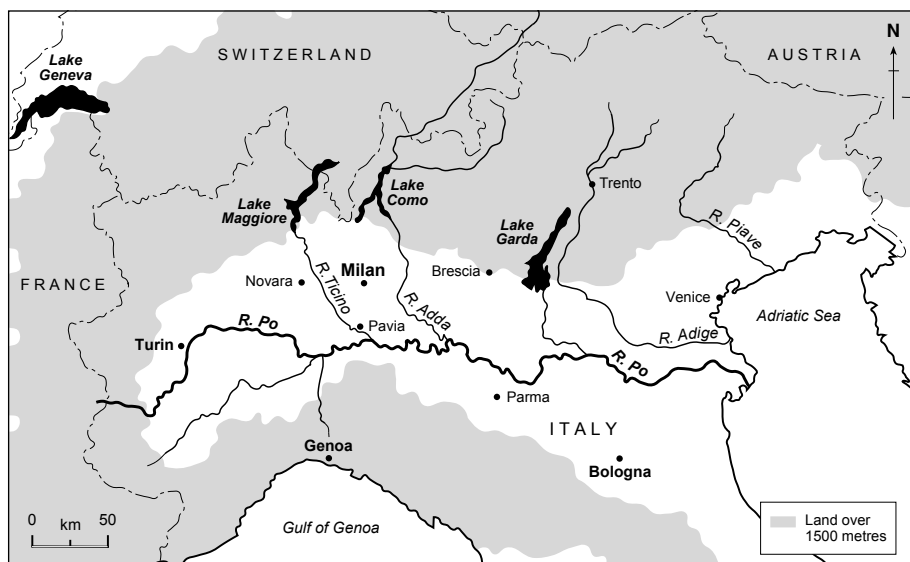 SWITZERLAND
AUSTRIA
N
Lake
Geneva
Lake
Maggiore
Lake
Como
Trento
Lake
Garda
R. Piave
FRANCE
Novara
Milan
Brescia
R. Ticino
R. Adda
Venice
Adriatic Sea
Pavia
R. Po
Turin
R. Adige
R. Po
Parma
ITALY
Genoa
Bologna
0
50
km
Gulf of Genoa
Land over
1500 metres